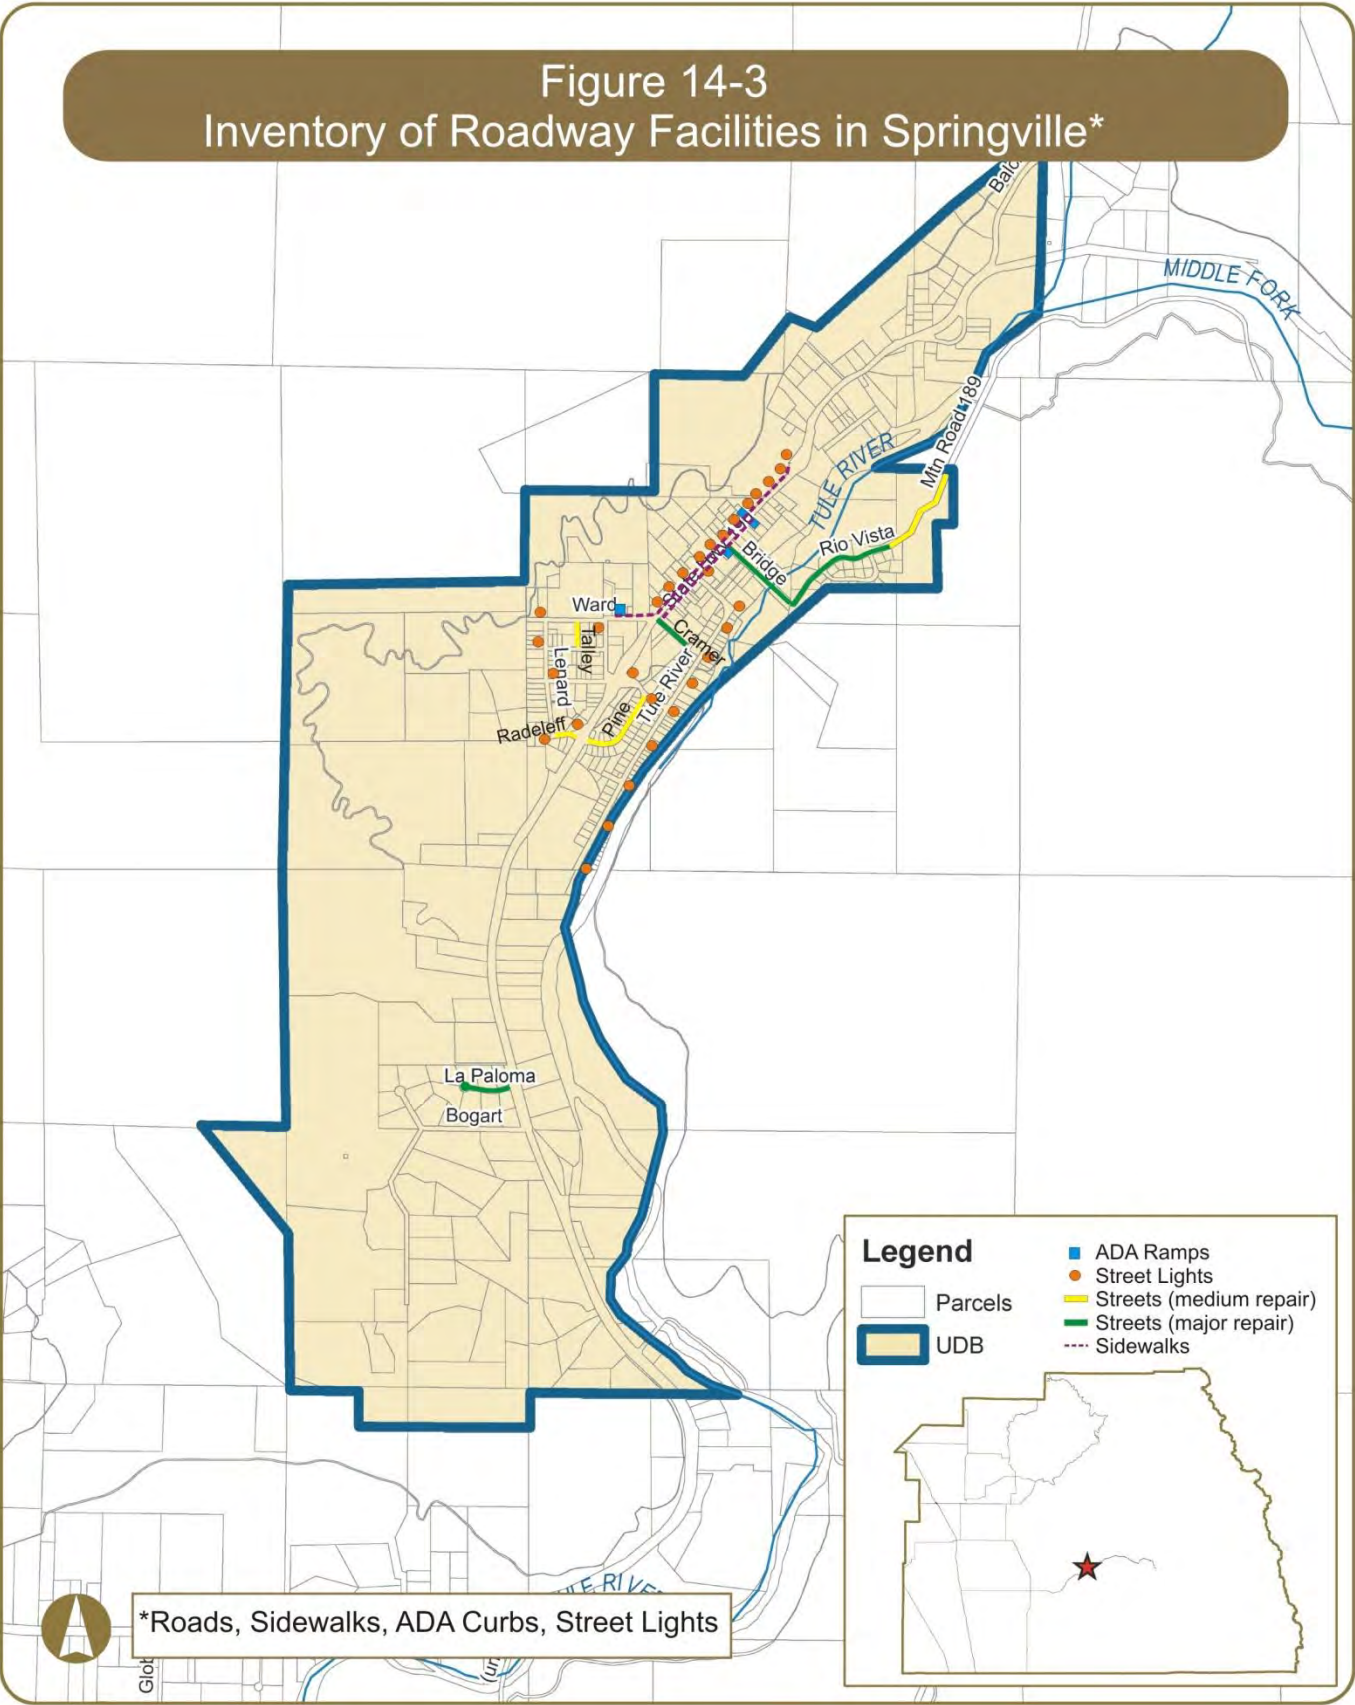 Figure 14-3
Inventory of Roadway Facilities in Springville*
MIDDLE FORK
Mtn Road 189
TULE RIVER
Rio Vista
Bridge
Ward
Cramer
Talley
Lenard
Tule River
Pine
Radeleff
La Paloma
Bogart
Legend
Parcels
UDB
ADA Ramps
Street Lights
Streets (medium repair)
Streets (major repair)
Sidewalks
*Roads, Sidewalks, ADA Curbs, Street Lights